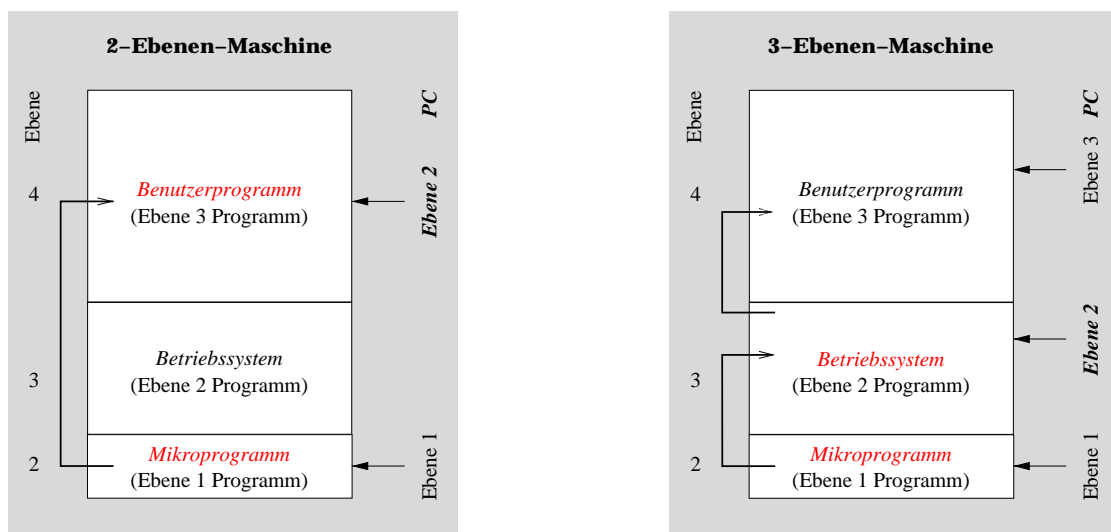 2–Ebenen–Maschine
Ebene
PC
4
Benutzerprogramm
(Ebene 3 Programm)
Ebene 2
3
Betriebssystem
(Ebene 2 Programm)
2
Mikroprogramm
(Ebene 1 Programm)
Ebene 1
3–Ebenen–Maschine
Ebene
PC
4
Benutzerprogramm
(Ebene 3 Programm)
Ebene 3
3
Betriebssystem
(Ebene 2 Programm)
Ebene 2
2
Mikroprogramm
(Ebene 1 Programm)
Ebene 1